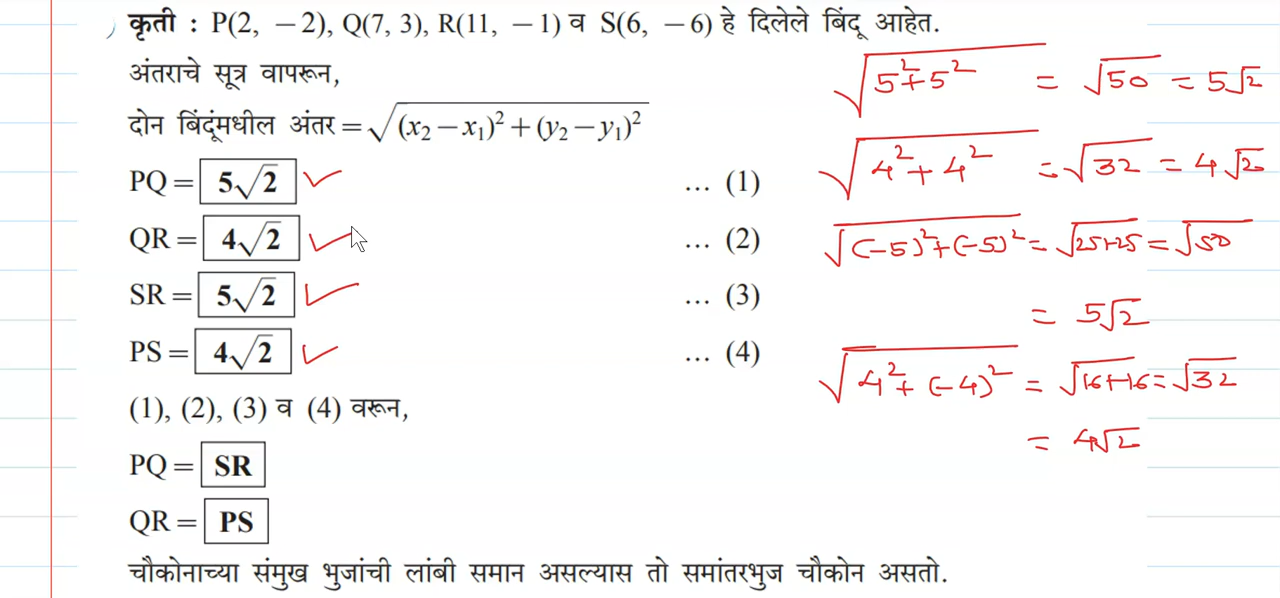 कृती : P(2, −2), Q(7, 3), R(11, −1) व S(6, −6) हे दिलेले बिंदू आहेत.
अंतराचे सूत्र वापरून,
दोन बिंदूंमधील अंतर = √((x₂ − x₁)² + (y₂ − y₁)²)
PQ = 5√2 ... (1)
QR = 4√2 ... (2)
SR = 5√2 ... (3)
PS = 4√2 ... (4)
(1), (2), (3) व (4) वरून,
PQ = SR
QR = PS
चौकोनाच्या संमुख भुजांची लांबी समान असल्यास तो समांतरभुज चौकोन असतो.
√(5² + 5²) = √50 = 5√2
√(4² + 4²) = √32 = 4√2
√((−5)² + (−5)²) = √(25+25) = √50
= 5√2
√(4² + (−4)²) = √(16+16) = √32
= 4√2